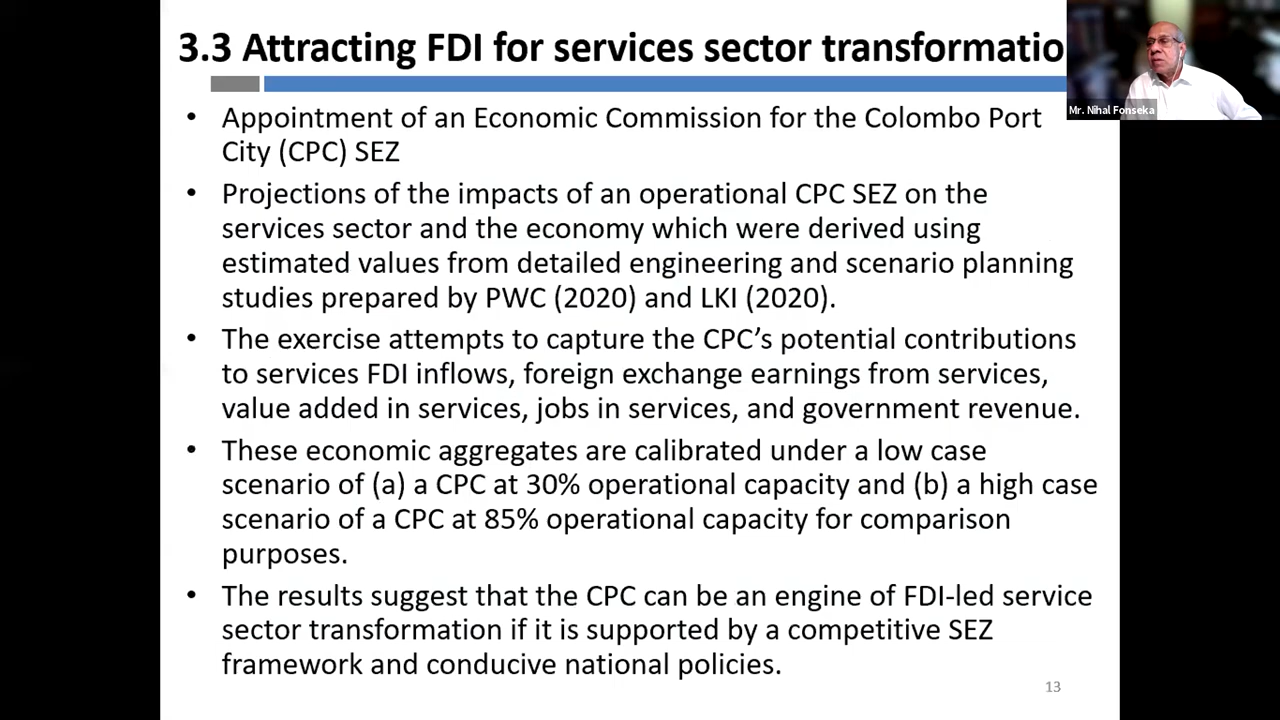 3.3 Attracting FDI for services sector transformatio
Mr. Nihal Fonseka
• Appointment of an Economic Commission for the Colombo Port
City (CPC) SEZ
• Projections of the impacts of an operational CPC SEZ on the
services sector and the economy which were derived using
estimated values from detailed engineering and scenario planning
studies prepared by PWC (2020) and LKI (2020).
• The exercise attempts to capture the CPC’s potential contributions
to services FDI inflows, foreign exchange earnings from services,
value added in services, jobs in services, and government revenue.
• These economic aggregates are calibrated under a low case
scenario of (a) a CPC at 30% operational capacity and (b) a high case
scenario of a CPC at 85% operational capacity for comparison
purposes.
• The results suggest that the CPC can be an engine of FDI-led service
sector transformation if it is supported by a competitive SEZ
framework and conducive national policies.
13